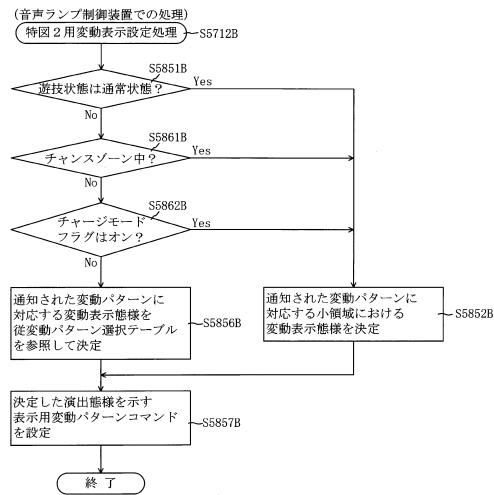 (音声ランプ制御装置での処理)
特図２用変動表示設定処理
S5712B
S5851B
遊技状態は通常状態？
Yes
No
S5861B
チャンスゾーン中？
Yes
No
S5862B
チャージモード
フラグはオン？
Yes
No
通知された変動パターンに
対応する変動表示態様を
従変動パターン選択テーブル
を参照して決定
S5856B
通知された変動パターンに
対応する小領域における
変動表示態様を決定
S5852B
決定した演出態様を示す
表示用変動パターンコマンド
を設定
S5857B
終了